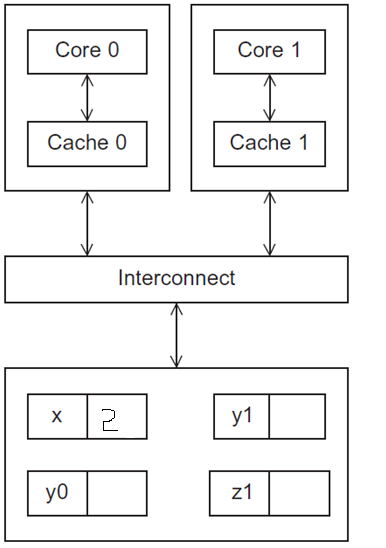 Core 0 Core 1
Cache 0 Cache 1
Interconnect
x 2 y1
y0 z1